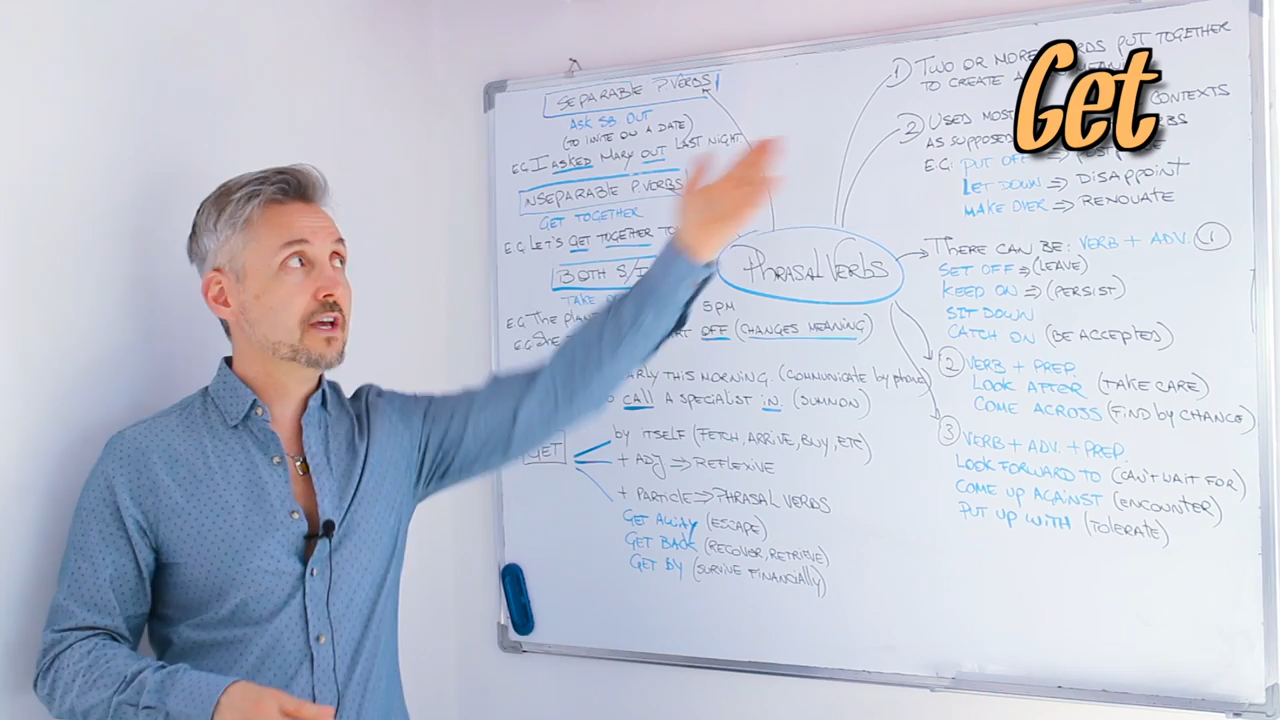 Get
SEPARABLE P.VERBS
ASK SB OUT
(TO INVITE ON A DATE)
E.G. I ASKED MARY OUT LAST NIGHT
INSEPARABLE P.VERBS
GET TOGETHER
E.G. LET'S GET TOGETHER
BOTH S/I
TAKE
E.G. THE PLANE 5PM
E.G. SHE OFF (CHANGES MEANING)
THIS MORNING. (COMMUNICATE BY PHONE)
CALL A SPECIALIST IN. (SUMMON)
GET
by ITSELF (FETCH, ARRIVE, BUY, ETC)
+ ADJ => REFLEXIVE
+ PARTICLE => PHRASAL VERBS
GET AWAY (ESCAPE)
GET BACK (RECOVER, RETRIEVE)
GET BY (SURVIVE FINANCIALLY)
PHRASAL VERBS
1) TWO OR MORE PUT TOGETHER
TO CREATE A
2) USED CONTEXTS
AS SUPPOSED
E.G: PUT OFF =>
LET DOWN => DISAPPOINT
MAKE OVER => RENOUATE
THERE CAN BE: VERB + ADV. 1
SET OFF => (LEAVE)
KEED ON => (PERSIST)
SIT DOWN
CATCH ON (BE ACCEPTED)
2 VERB + PREP.
LOOK AFTER (TAKE CARE)
COME ACROSS (FIND BY CHANCE)
3 VERB + ADV. + PREP.
LOOK FORWARD TO (CAN'T WAIT FOR)
COME UP AGAINST (ENCOUNTER)
PUT UP WITH (TOLERATE)